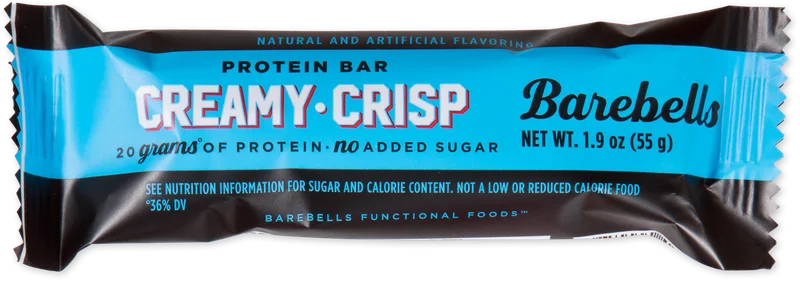 NATURAL AND ARTIFICIAL FLAVORING
PROTEIN BAR
CREAMY·CRISP
20 grams° OF PROTEIN · no ADDED SUGAR
Barebells
NET WT. 1.9 oz (55 g)
SEE NUTRITION INFORMATION FOR SUGAR AND CALORIE CONTENT. NOT A LOW OR REDUCED CALORIE FOOD
°36% DV
BAREBELLS FUNCTIONAL FOODS™